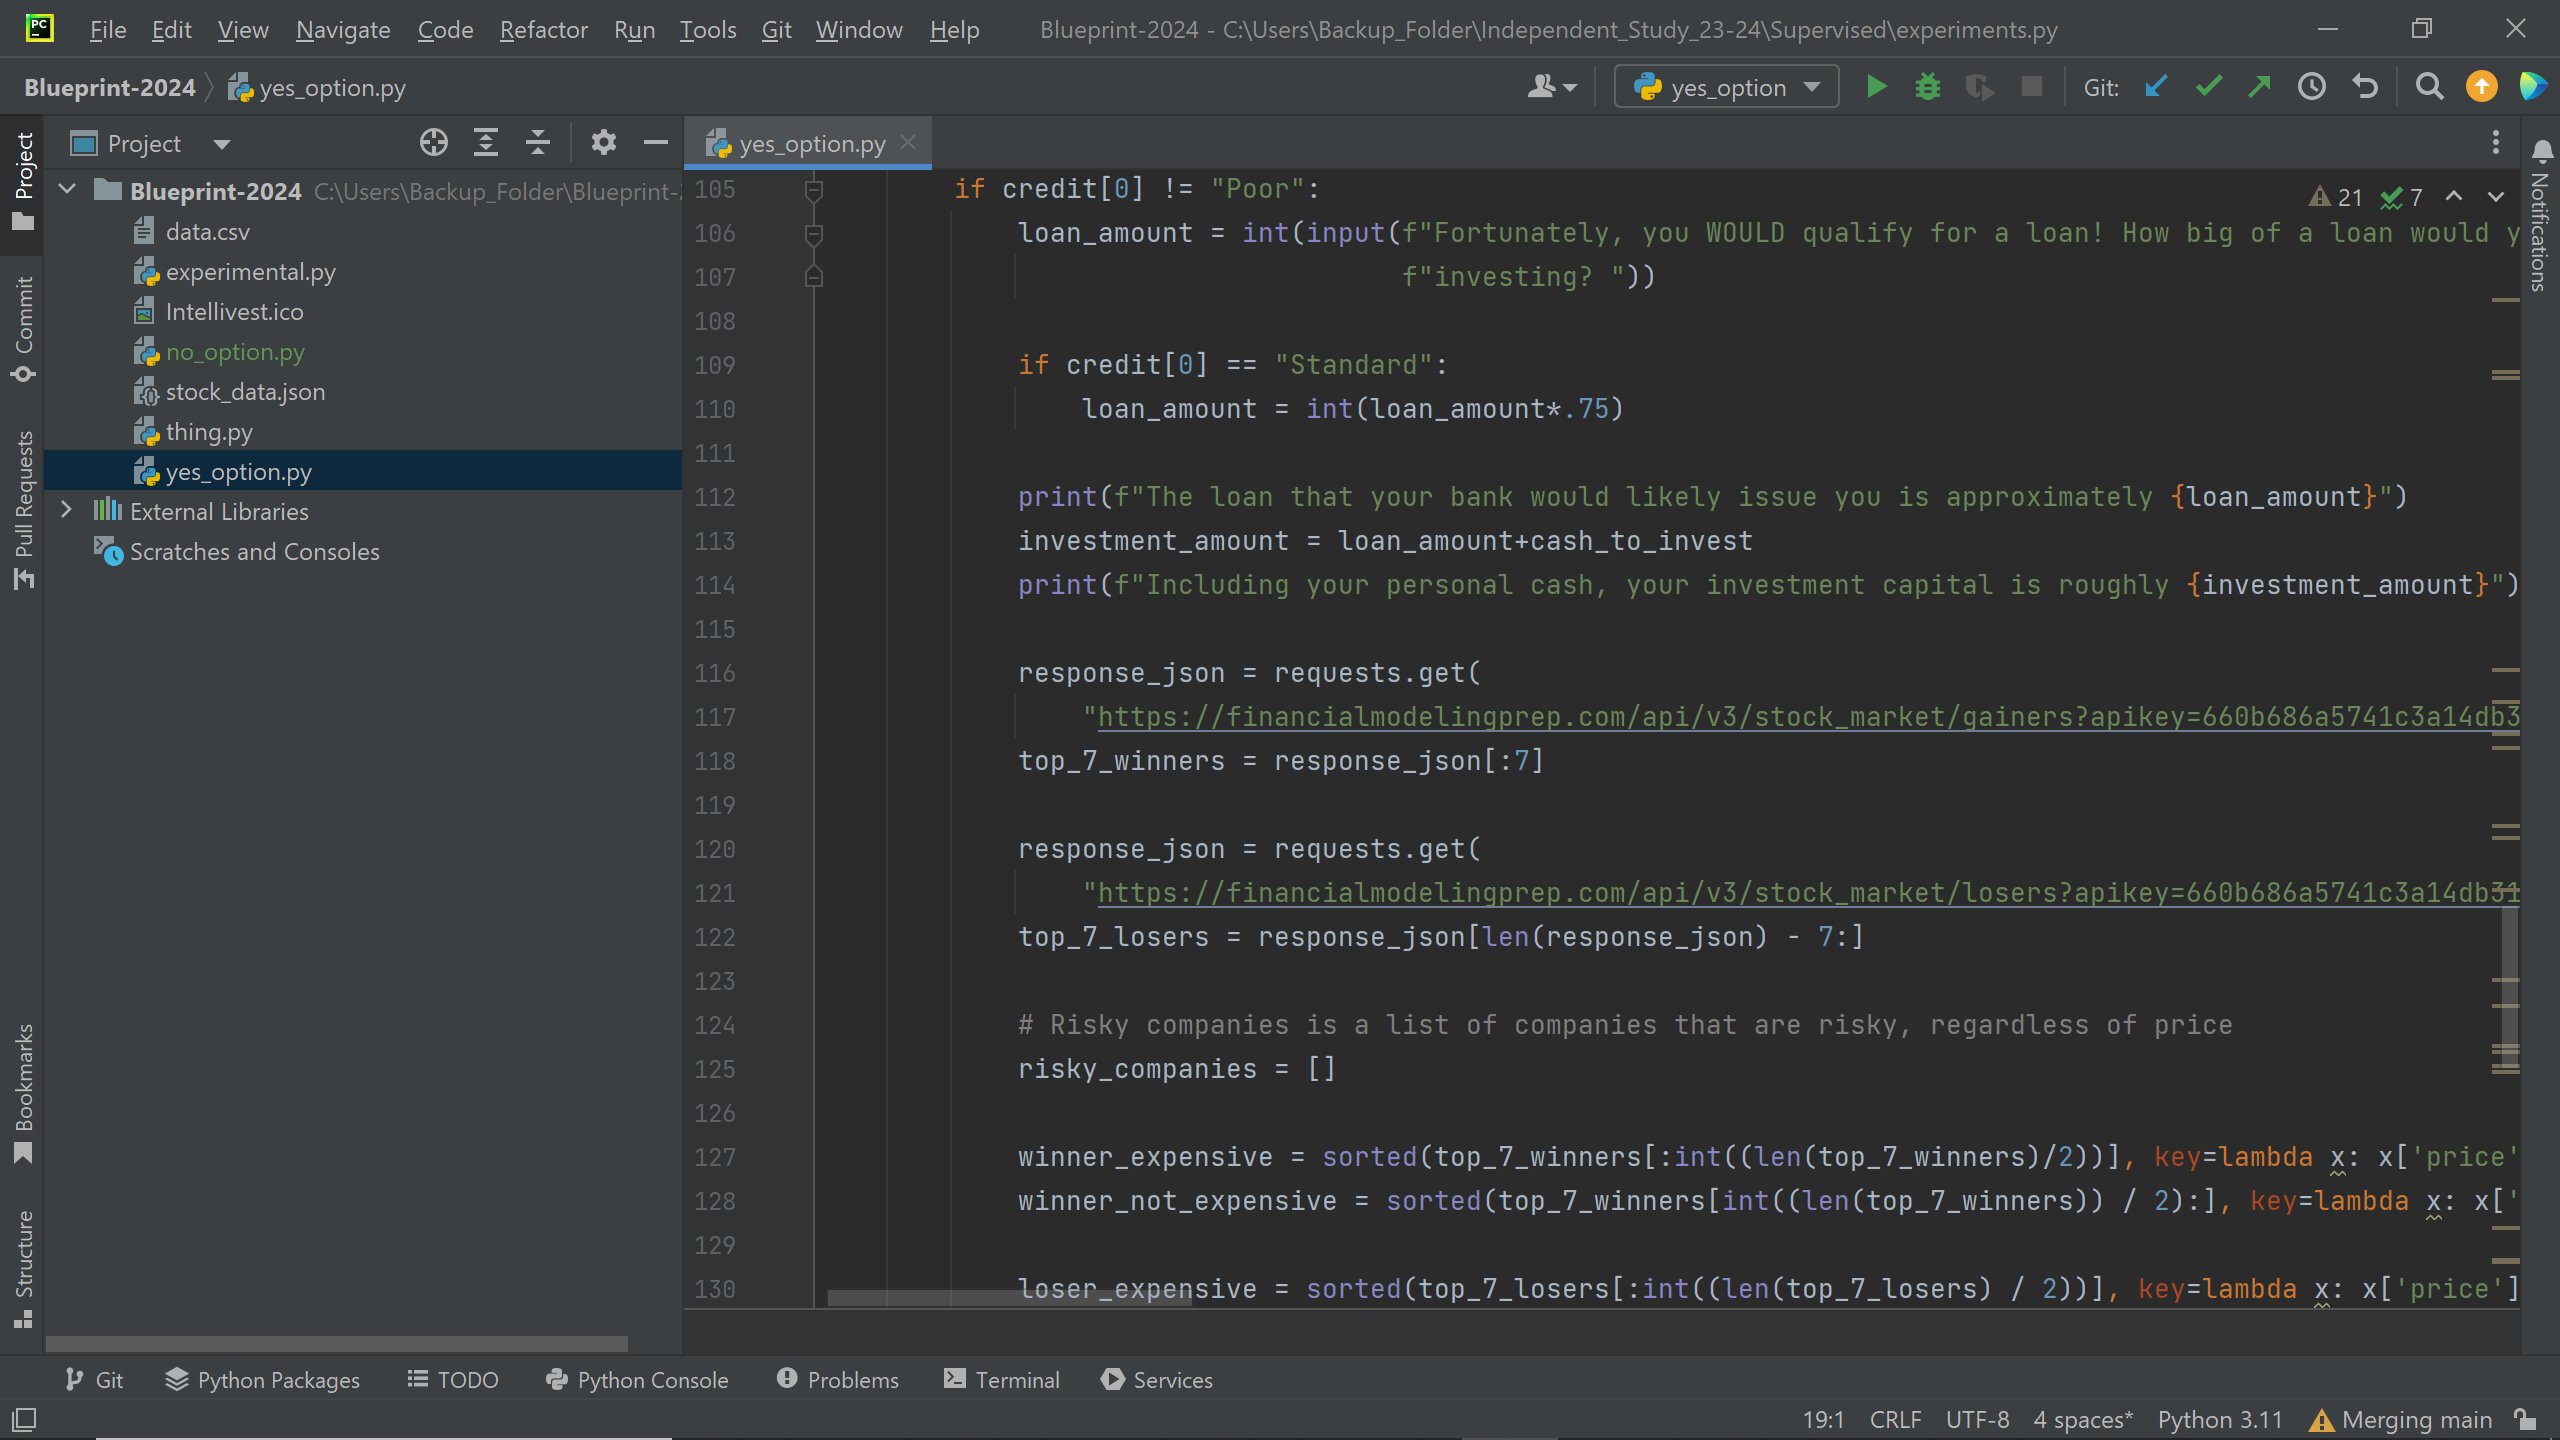 PC File Edit View Navigate Code Refactor Run Tools Git Window Help Blueprint-2024 - C:\Users\Backup_Folder\Independent_Study_23-24\Supervised\experiments.py
Blueprint-2024 yes_option.py yes_option Git:
Project
Commit
Pull Requests
Bookmarks
Structure
Project
Blueprint-2024 C:\Users\Backup_Folder\Blueprint-
data.csv
experimental.py
Intellivest.ico
no_option.py
stock_data.json
thing.py
yes_option.py
External Libraries
Scratches and Consoles
yes_option.py
21 7
105 if credit[0] != "Poor":
106 loan_amount = int(input(f"Fortunately, you WOULD qualify for a loan! How big of a loan would y
107 f"investing? "))
108
109 if credit[0] == "Standard":
110 loan_amount = int(loan_amount*.75)
111
112 print(f"The loan that your bank would likely issue you is approximately {loan_amount}")
113 investment_amount = loan_amount+cash_to_invest
114 print(f"Including your personal cash, your investment capital is roughly {investment_amount}")
115
116 response_json = requests.get(
117 "https://financialmodelingprep.com/api/v3/stock_market/gainers?apikey=660b686a5741c3a14db3
118 top_7_winners = response_json[:7]
119
120 response_json = requests.get(
121 "https://financialmodelingprep.com/api/v3/stock_market/losers?apikey=660b686a5741c3a14db31
122 top_7_losers = response_json[len(response_json) - 7:]
123
124 # Risky companies is a list of companies that are risky, regardless of price
125 risky_companies = []
126
127 winner_expensive = sorted(top_7_winners[:int((len(top_7_winners)/2))], key=lambda x: x['price'
128 winner_not_expensive = sorted(top_7_winners[int((len(top_7_winners)) / 2):], key=lambda x: x['
129
130 loser_expensive = sorted(top_7_losers[:int((len(top_7_losers) / 2))], key=lambda x: x['price']
Notifications
Git Python Packages TODO Python Console Problems Terminal Services
19:1 CRLF UTF-8 4 spaces* Python 3.11 Merging main